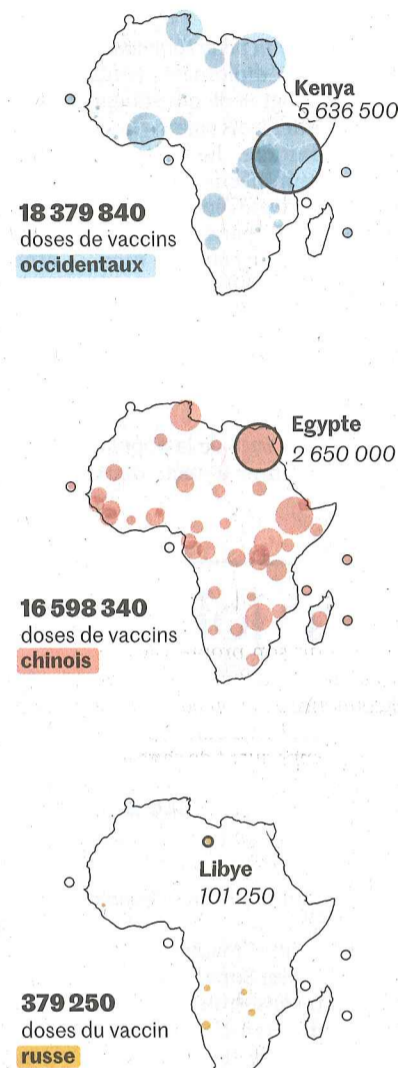 Kenya
5 636 500
18 379 840
doses de vaccins
occidentaux
Egypte
2 650 000
16 598 340
doses de vaccins
chinois
Libye
101 250
379 250
doses du vaccin
russe